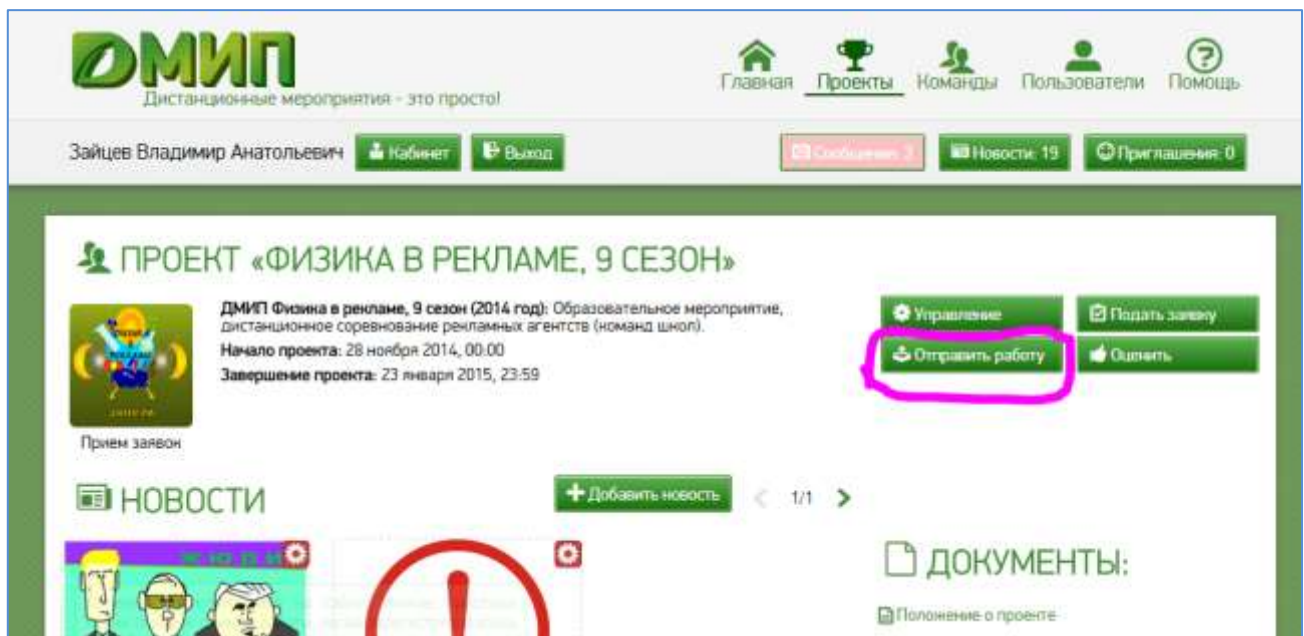 ДМИП
Дистанционные мероприятия - это просто!
Главная Проекты Команды Пользователи Помощь
Зайцев Владимир Анатольевич Кабинет Выход Сообщения: 3 Новости: 19 Приглашения: 0
ПРОЕКТ «ФИЗИКА В РЕКЛАМЕ, 9 СЕЗОН»
ДМИП Физика в рекламе, 9 сезон (2014 год): Образовательное мероприятие,
дистанционное соревнование рекламных агентств (команд школ).
Начало проекта: 28 ноября 2014, 00:00
Завершение проекта: 23 января 2015, 23:59
Управление Подать заявку
Отправить работу Оценить
Прием заявок
НОВОСТИ
Добавить новость 1/1
ДОКУМЕНТЫ:
Положение о проекте